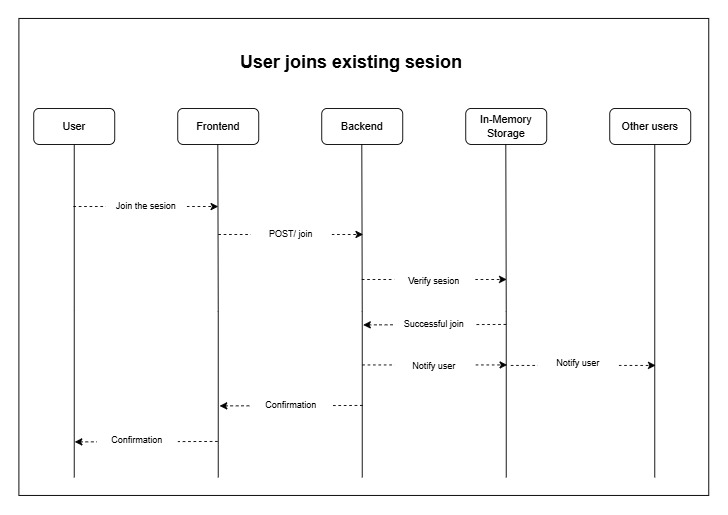 User joins existing sesion
User
Frontend
Backend
In-Memory
Storage
Other users
Join the sesion
POST/ join
Verify sesion
Successful join
Notify user
Notify user
Confirmation
Confirmation